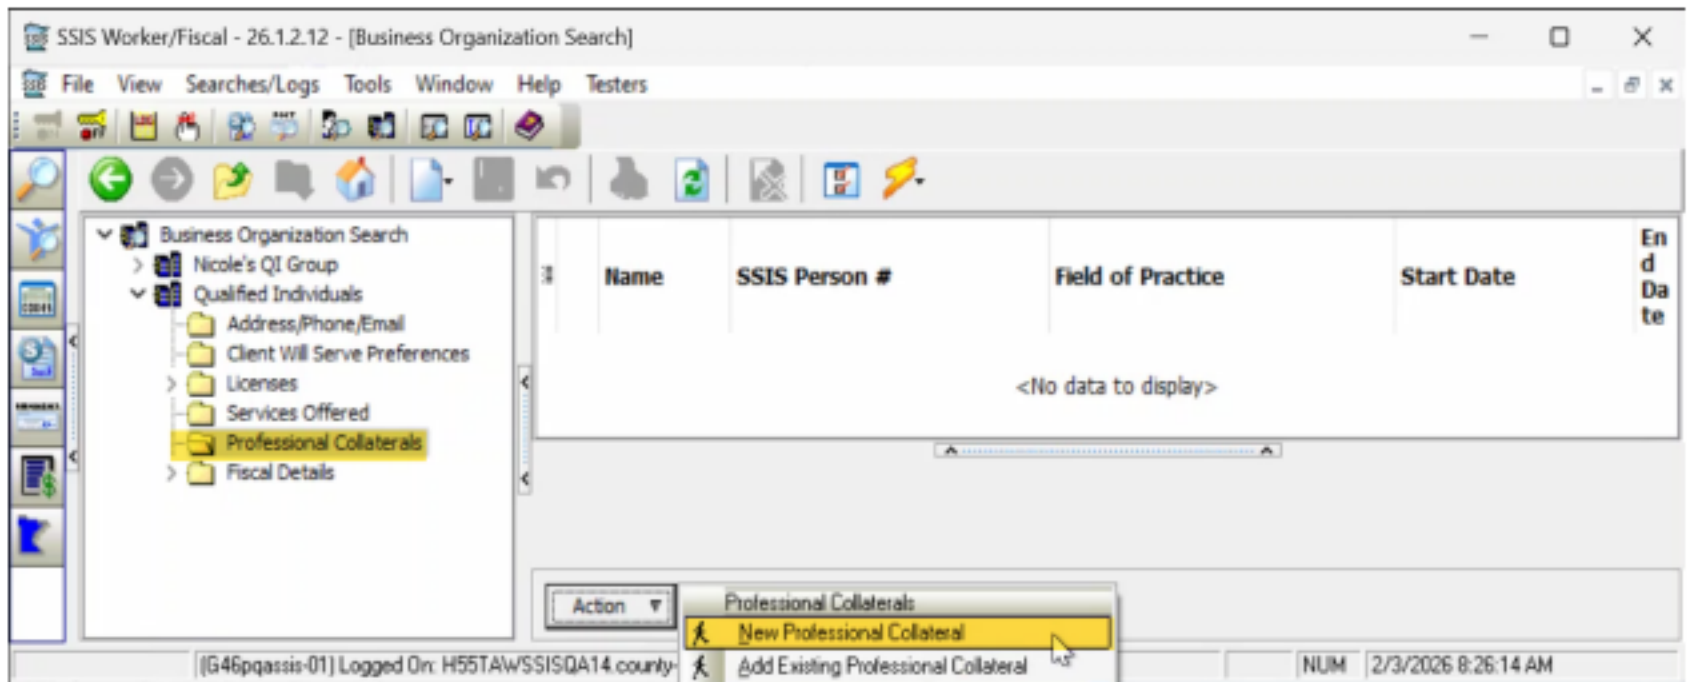 SSIS Worker/Fiscal - 26.1.2.12 - [Business Organization Search]
File View Searches/Logs Tools Window Help Testers
Business Organization Search
Nicole's QI Group
Qualified Individuals
Address/Phone/Email
Client Will Serve Preferences
Licenses
Services Offered
Professional Collaterals
Fiscal Details
Name SSIS Person # Field of Practice Start Date End Date
<No data to display>
Action
Professional Collaterals
New Professional Collateral
Add Existing Professional Collateral
(G46pqassis-01) Logged On: H55TAWSSISQA14.county-
NUM 2/3/2026 8:26:14 AM